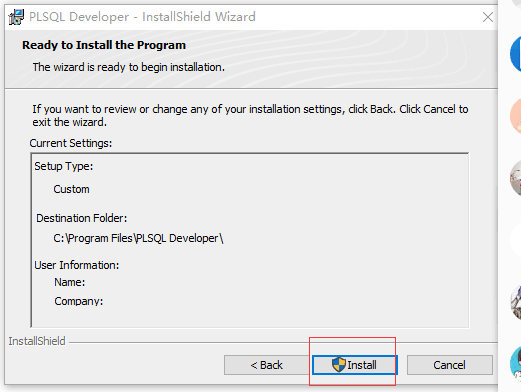 PLSQL Developer - InstallShield Wizard
Ready to Install the Program
The wizard is ready to begin installation.
If you want to review or change any of your installation settings, click Back. Click Cancel to
exit the wizard.
Current Settings:
Setup Type:
Custom
Destination Folder:
C:\Program Files\PLSQL Developer\
User Information:
Name:
Company:
InstallShield
< Back
Install
Cancel